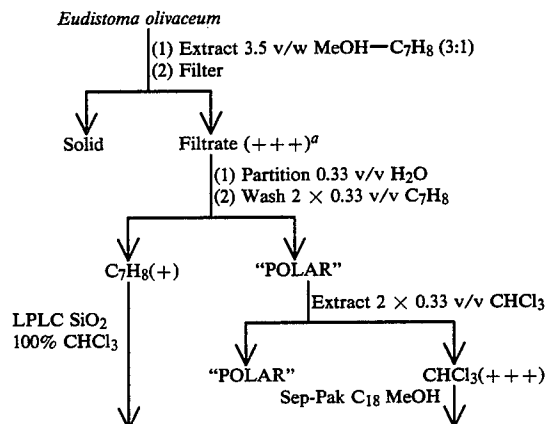 Eudistoma olivaceum
(1) Extract 3.5 v/w MeOH—C₇H₈ (3:1)
(2) Filter
Solid
Filtrate (+++)ᵃ
(1) Partition 0.33 v/v H₂O
(2) Wash 2 × 0.33 v/v C₇H₈
C₇H₈(+)
“POLAR”
Extract 2 × 0.33 v/v CHCl₃
LPLC SiO₂
100% CHCl₃
“POLAR”
CHCl₃(+++)
Sep-Pak C₁₈ MeOH